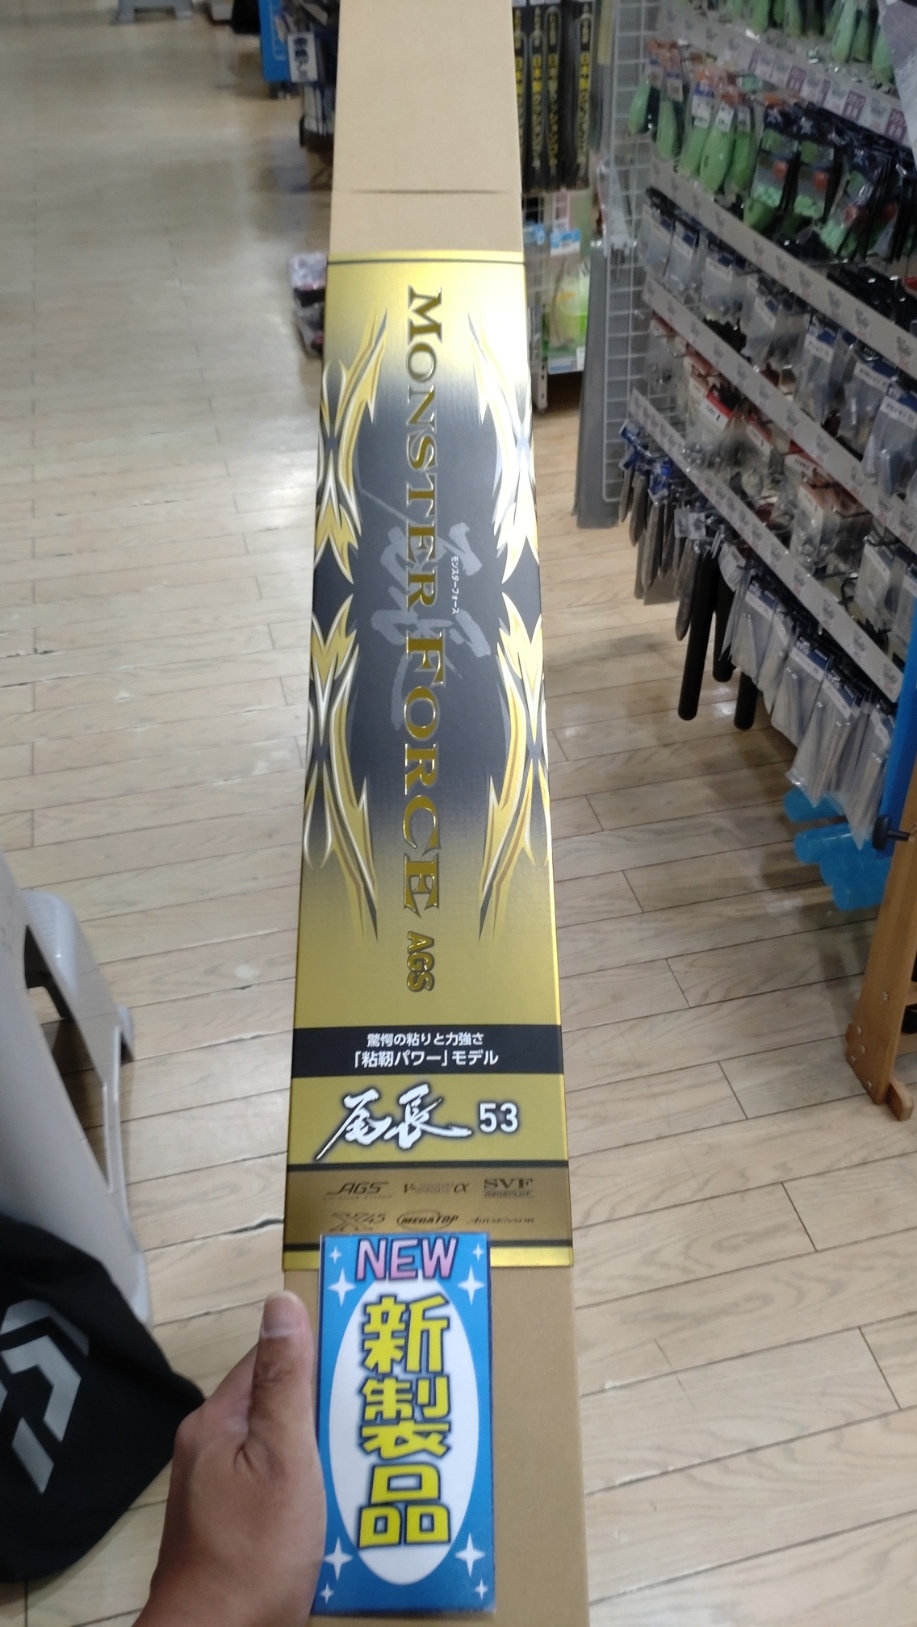 MONSTER FORCE AGS
モンスターフォース
驚愕の粘りと力強さ
「粘靭パワー」モデル
尾長 53
AGS SVF
X45 MEGATOP AIRSENSOR
NEW
新製品